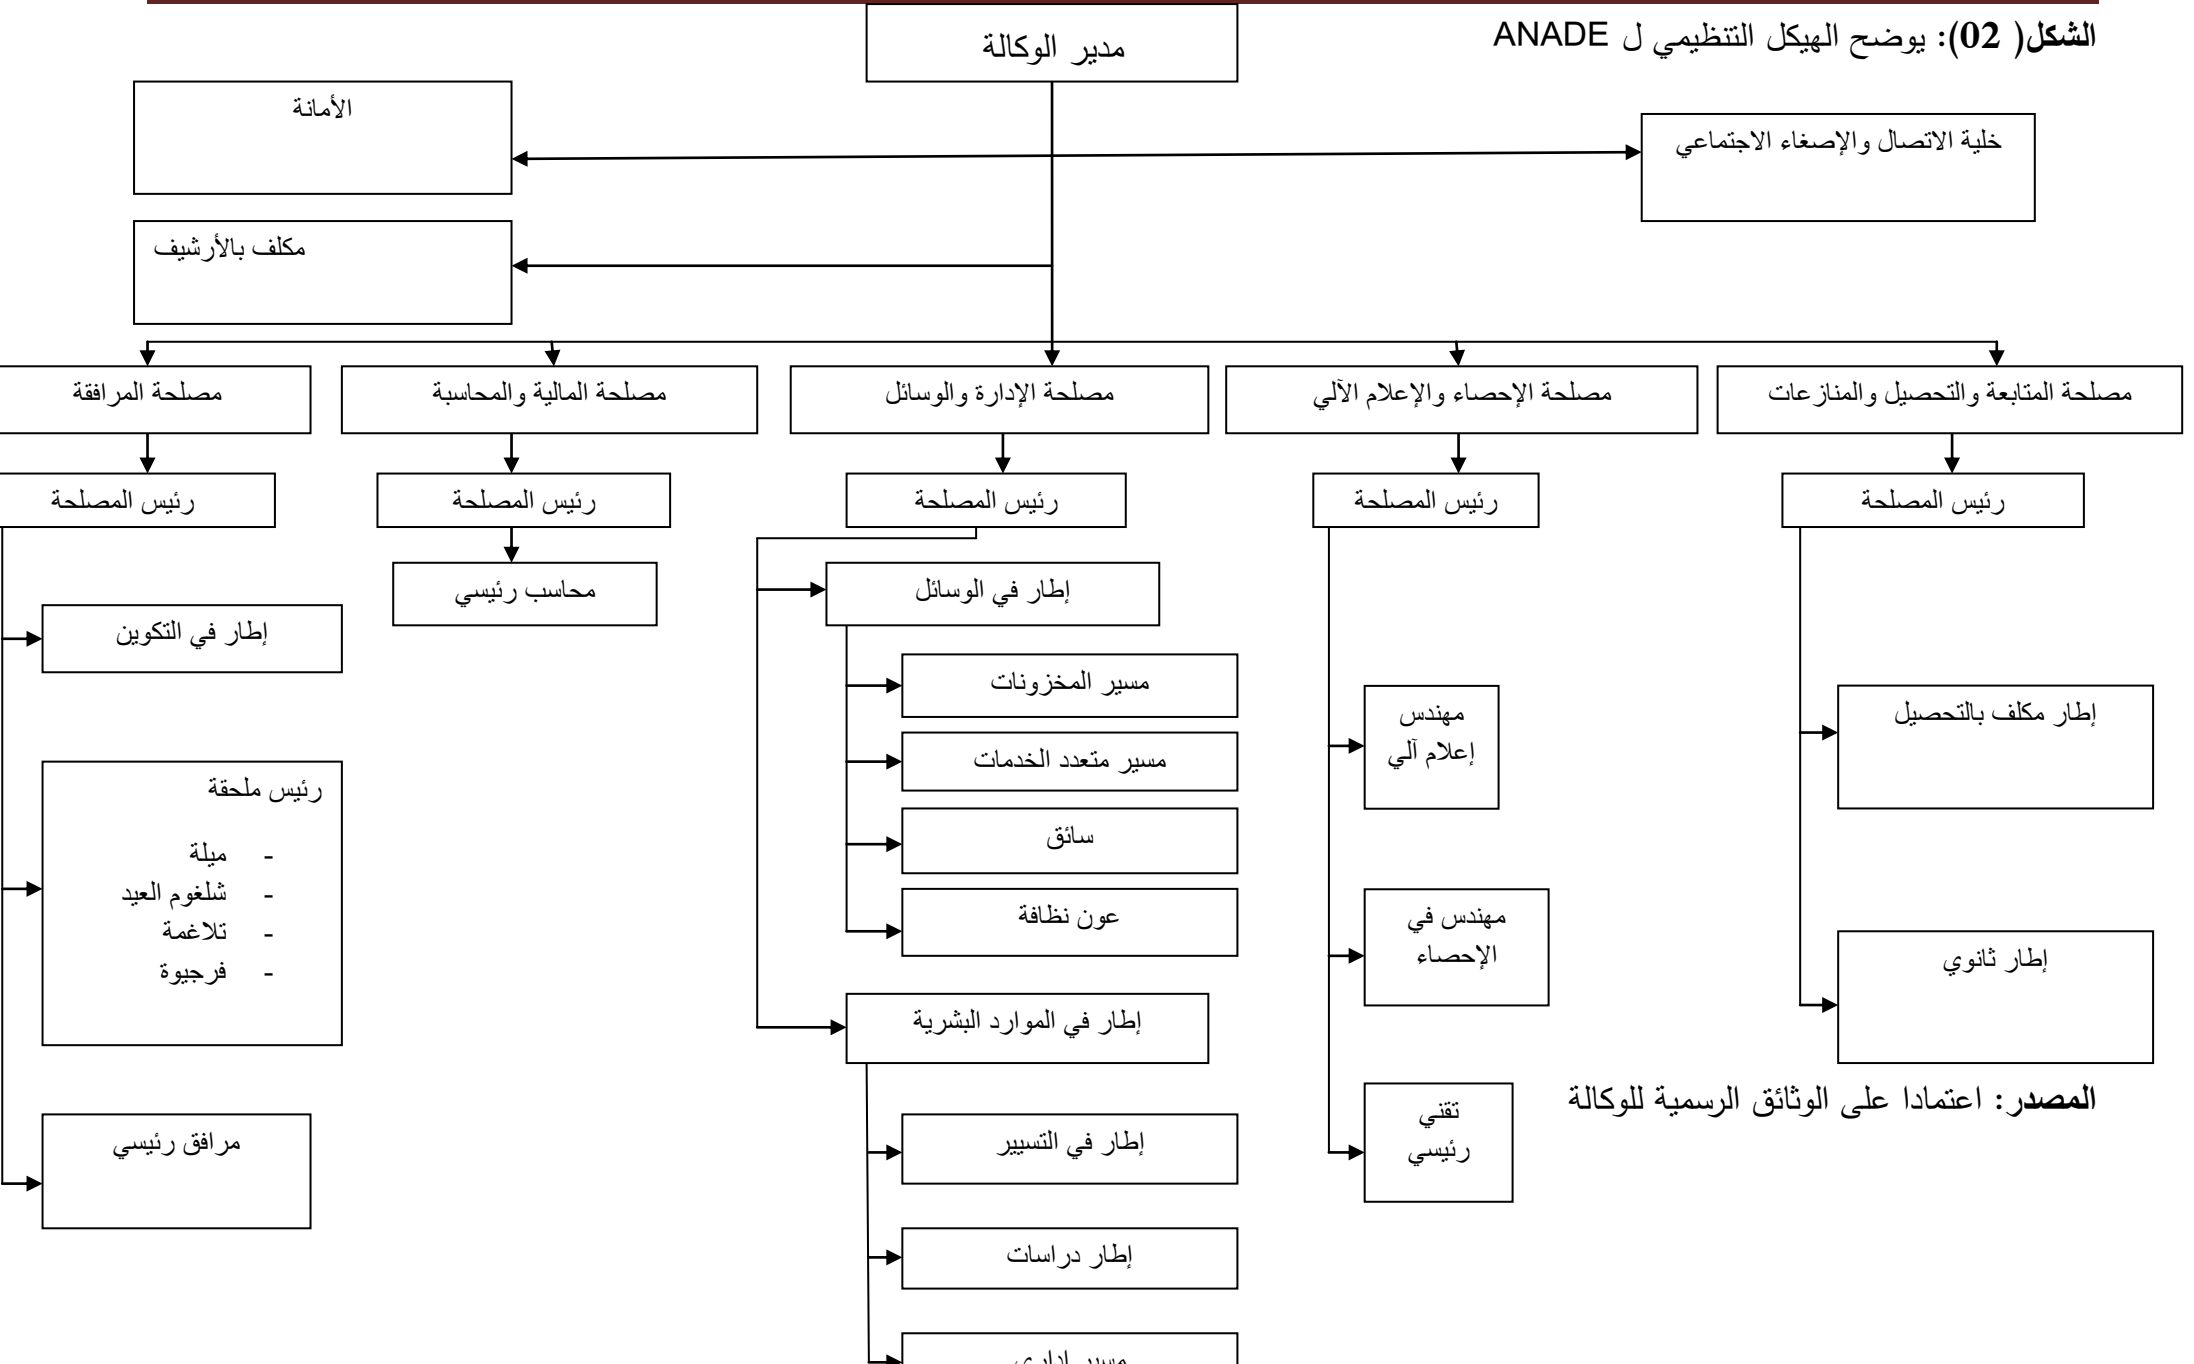 الشكل( 02): يوضح الهيكل التنظيمي ل ANADE
مدير الوكالة
الأمانة
خلية الاتصال والإصغاء الاجتماعي
مكلف بالأرشيف
مصلحة المتابعة والتحصيل والمنازعات
مصلحة الإحصاء والإعلام الآلي
مصلحة الإدارة والوسائل
مصلحة المالية والمحاسبة
مصلحة المرافقة
رئيس المصلحة
رئيس المصلحة
رئيس المصلحة
رئيس المصلحة
رئيس المصلحة
إطار مكلف بالتحصيل
إطار ثانوي
مهندس
إعلام آلي
مهندس في
الإحصاء
تقني
رئيسي
إطار في الوسائل
مسير المخزونات
مسير متعدد الخدمات
سائق
عون نظافة
إطار في الموارد البشرية
إطار في التسيير
إطار دراسات
مسير إداري
محاسب رئيسي
إطار في التكوين
رئيس ملحقة
- ميلة
- شلغوم العيد
- تلاغمة
- فرجيوة
مرافق رئيسي
المصدر: اعتمادا على الوثائق الرسمية للوكالة